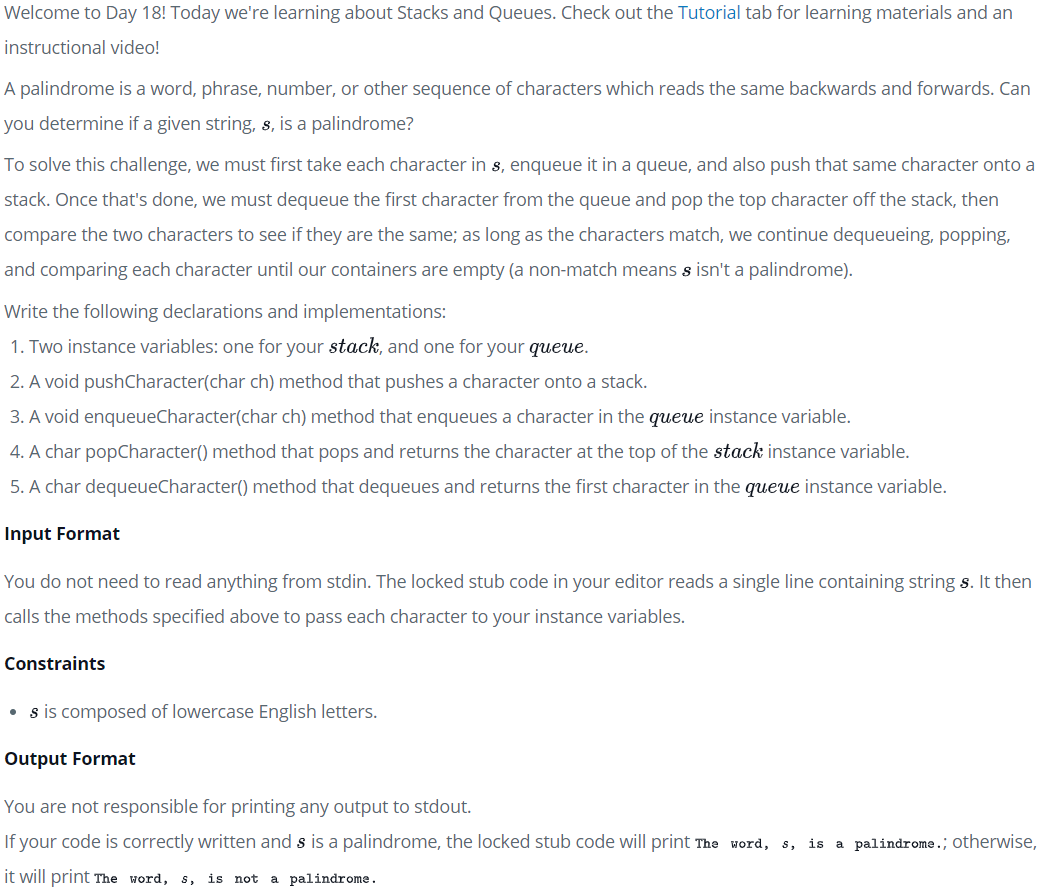 Welcome to Day 18! Today we're learning about Stacks and Queues. Check out the Tutorial tab for learning materials and an
instructional video!
A palindrome is a word, phrase, number, or other sequence of characters which reads the same backwards and forwards. Can
you determine if a given string, s, is a palindrome?
To solve this challenge, we must first take each character in s, enqueue it in a queue, and also push that same character onto a
stack. Once that's done, we must dequeue the first character from the queue and pop the top character off the stack, then
compare the two characters to see if they are the same; as long as the characters match, we continue dequeueing, popping,
and comparing each character until our containers are empty (a non-match means s isn't a palindrome).
Write the following declarations and implementations:
1. Two instance variables: one for your stack, and one for your queue.
2. A void pushCharacter(char ch) method that pushes a character onto a stack.
3. A void enqueueCharacter(char ch) method that enqueues a character in the queue instance variable.
4. A char popCharacter() method that pops and returns the character at the top of the stack instance variable.
5. A char dequeueCharacter() method that dequeues and returns the first character in the queue instance variable.
Input Format
You do not need to read anything from stdin. The locked stub code in your editor reads a single line containing string s. It then
calls the methods specified above to pass each character to your instance variables.
Constraints
• s is composed of lowercase English letters.
Output Format
You are not responsible for printing any output to stdout.
If your code is correctly written and s is a palindrome, the locked stub code will print The word, s, is a palindrome.; otherwise,
it will print The word, s, is not a palindrome.